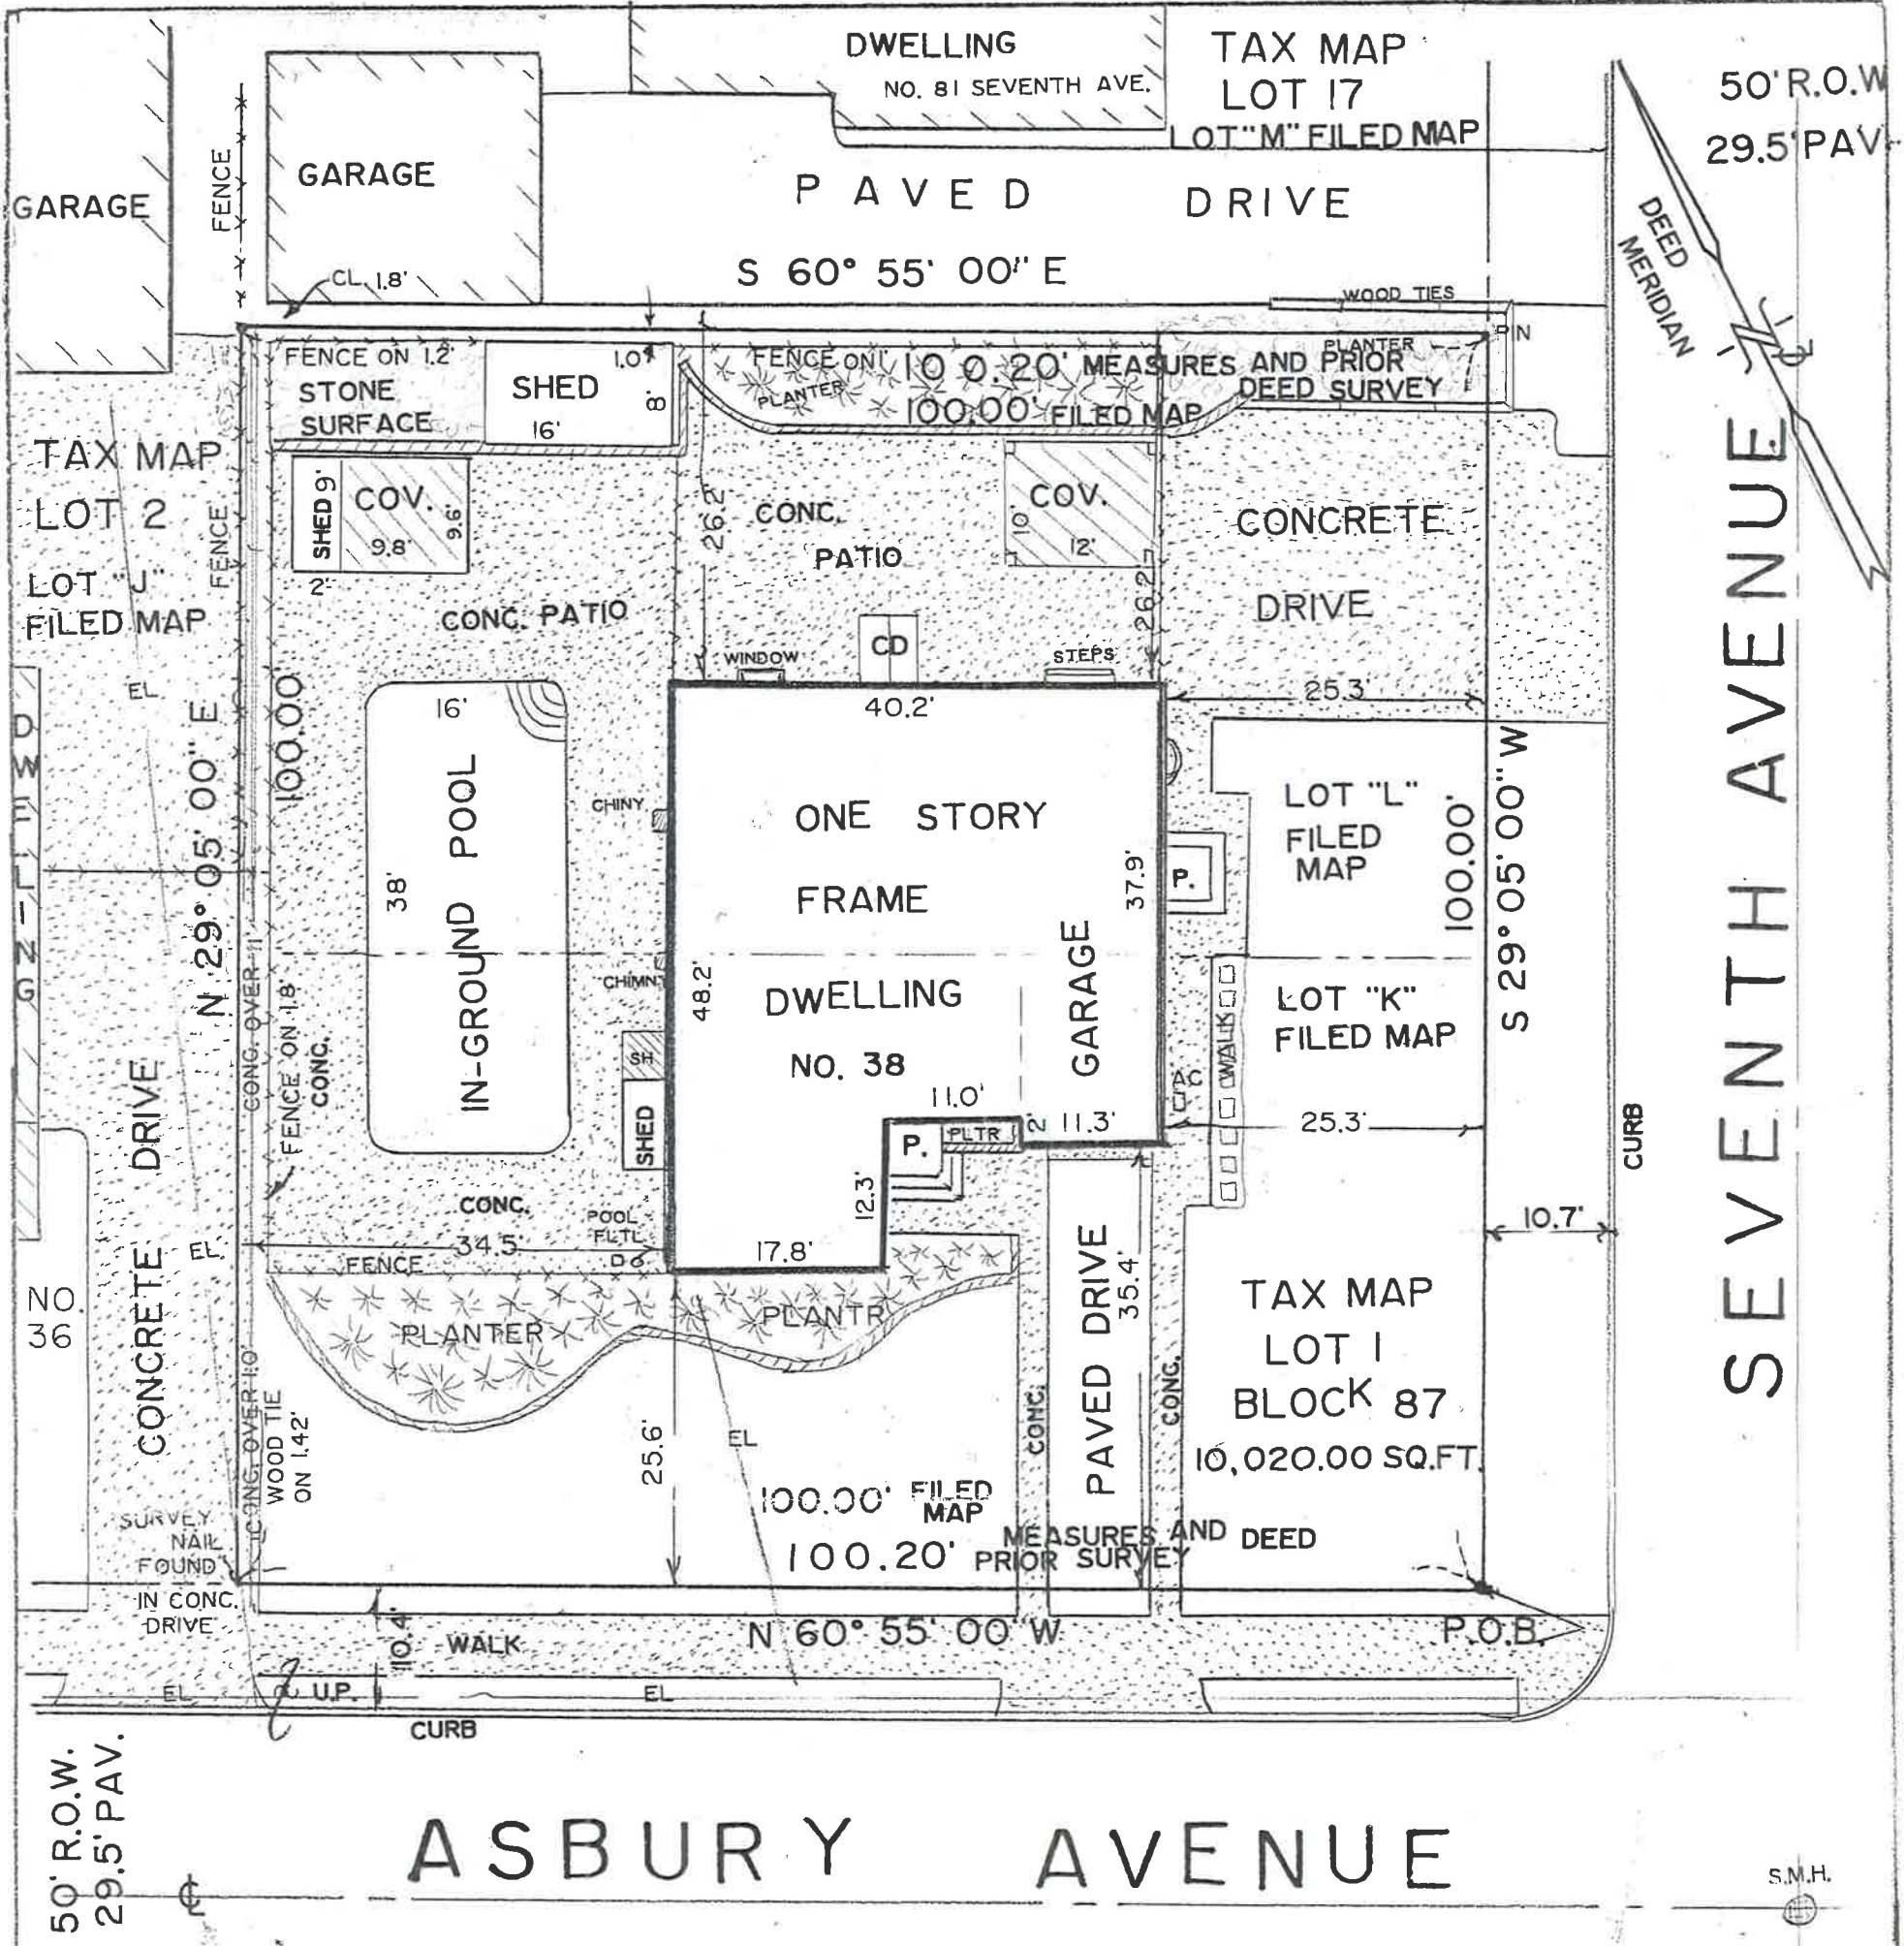 DWELLING
NO. 81 SEVENTH AVE.
TAX MAP
LOT 17
LOT "M" FILED MAP
50' R.O.W
29.5' PAV.
GARAGE
FENCE
GARAGE
PAVED DRIVE
DEED
MERIDIAN
S 60° 55' 00" E
CL. 1.8'
WOOD TIES
PIN
FENCE ON 1.2'
STONE
SURFACE
SHED
1.0'
8'
16'
FENCE ON 1'
PLANTER
100.20' MEASURES AND PRIOR
DEED SURVEY
PLANTER
100.00' FILED MAP
TAX MAP
LOT 2
LOT "J"
FILED MAP
FENCE
SHED 9'
COV.
9.6'
9.8'
2'
26.2
CONC.
PATIO
COV.
10'
12'
26.2
CONCRETE
DRIVE
CONC. PATIO
WINDOW
CD
STEPS
EL
25.3'
DWELLING
N 29° 05' 00" E
100.00
16'
38'
IN-GROUND POOL
CHINY.
40.2'
ONE STORY
FRAME
DWELLING
NO. 38
48.2'
37.9'
GARAGE
P.
LOT "L"
FILED
MAP
100.00'
S 29° 05' 00" W
CHIMN.
LOT "K"
FILED MAP
WALK
AC
SH
SHED
11.0'
P.
PLTR
2'
11.3'
25.3'
12.3'
17.8'
CONC. OVER 1.1
FENCE ON 1.8'
CONC.
CONCRETE DRIVE
CURB
10.7'
CONC.
POOL
FLTL
34.5'
FENCE
EL
NO.
36
PLANTER
PLANTR
PAVED DRIVE
35.4'
CONC.
CONC.
TAX MAP
LOT 1
BLOCK 87
10,020.00 SQ.FT.
CONC. OVER 1.0'
WOOD TIE
ON 1.42'
25.6'
EL
100.00' FILED
MAP
100.20' MEASURES AND
PRIOR SURVEY
DEED
SURVEY
NAIL
FOUND
IN CONC.
DRIVE
10.4'
WALK
N 60° 55' 00" W
P.O.B.
EL
U.P.
EL
CURB
SEVENTH AVENUE
50' R.O.W.
29.5' PAV.
ASBURY AVENUE
S.M.H.